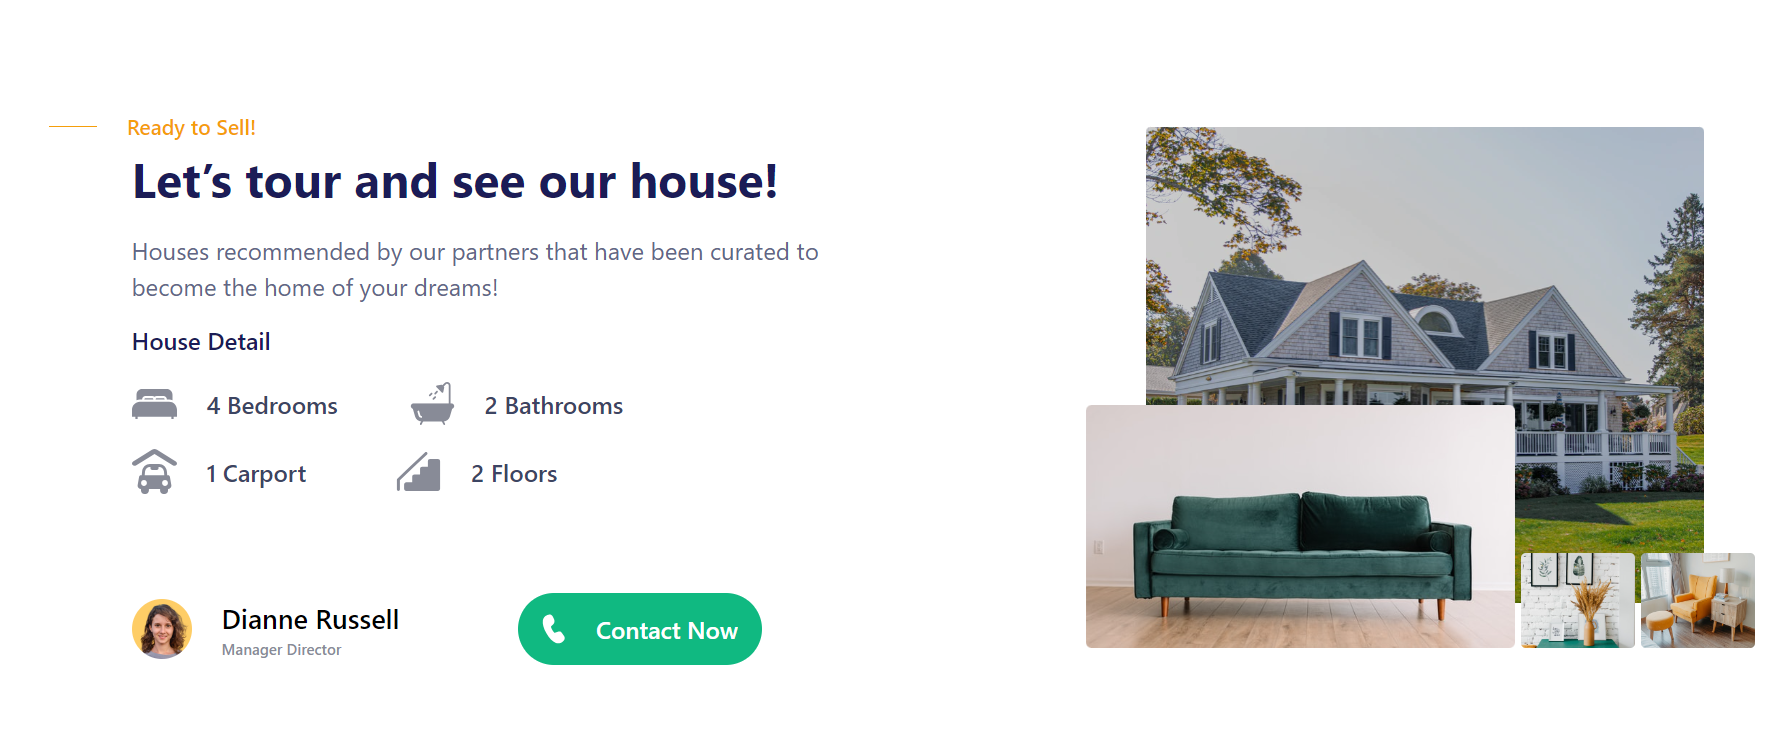 Ready to Sell!
Let’s tour and see our house!
Houses recommended by our partners that have been curated to
become the home of your dreams!
House Detail
4 Bedrooms
2 Bathrooms
1 Carport
2 Floors
Dianne Russell
Manager Director
Contact Now